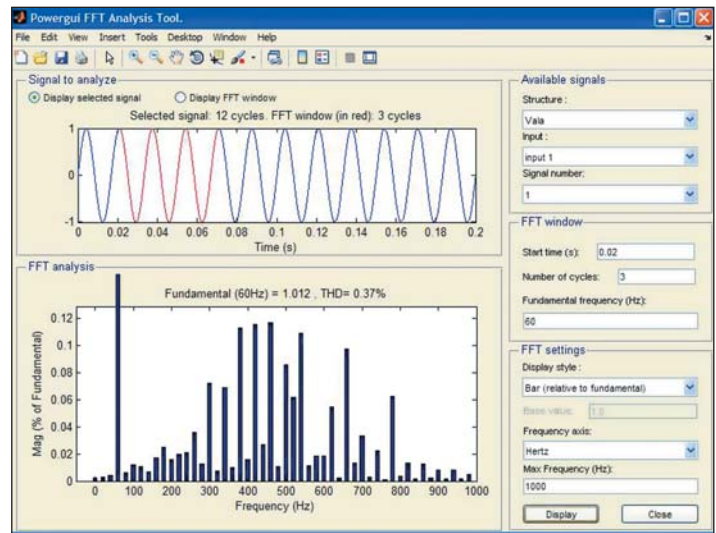 Powergui FFT Analysis Tool.
File Edit View Insert Tools Desktop Window Help
Signal to analyze
Display selected signal Display FFT window
Selected signal: 12 cycles. FFT window (in red): 3 cycles
1
0
-1
0 0.02 0.04 0.06 0.08 0.1 0.12 0.14 0.16 0.18 0.2
Time (s)
FFT analysis
Fundamental (60Hz) = 1.012 , THD= 0.37%
0.12
0.1
0.08
0.06
0.04
0.02
0
Mag (% of Fundamental)
0 100 200 300 400 500 600 700 800 900 1000
Frequency (Hz)
Available signals
Structure :
Vala
Input :
input 1
Signal number:
1
FFT window
Start time (s): 0.02
Number of cycles: 3
Fundamental frequency (Hz):
60
FFT settings
Display style :
Bar (relative to fundamental)
Base value: 1.0
Frequency axis:
Hertz
Max Frequency (Hz):
1000
Display Close